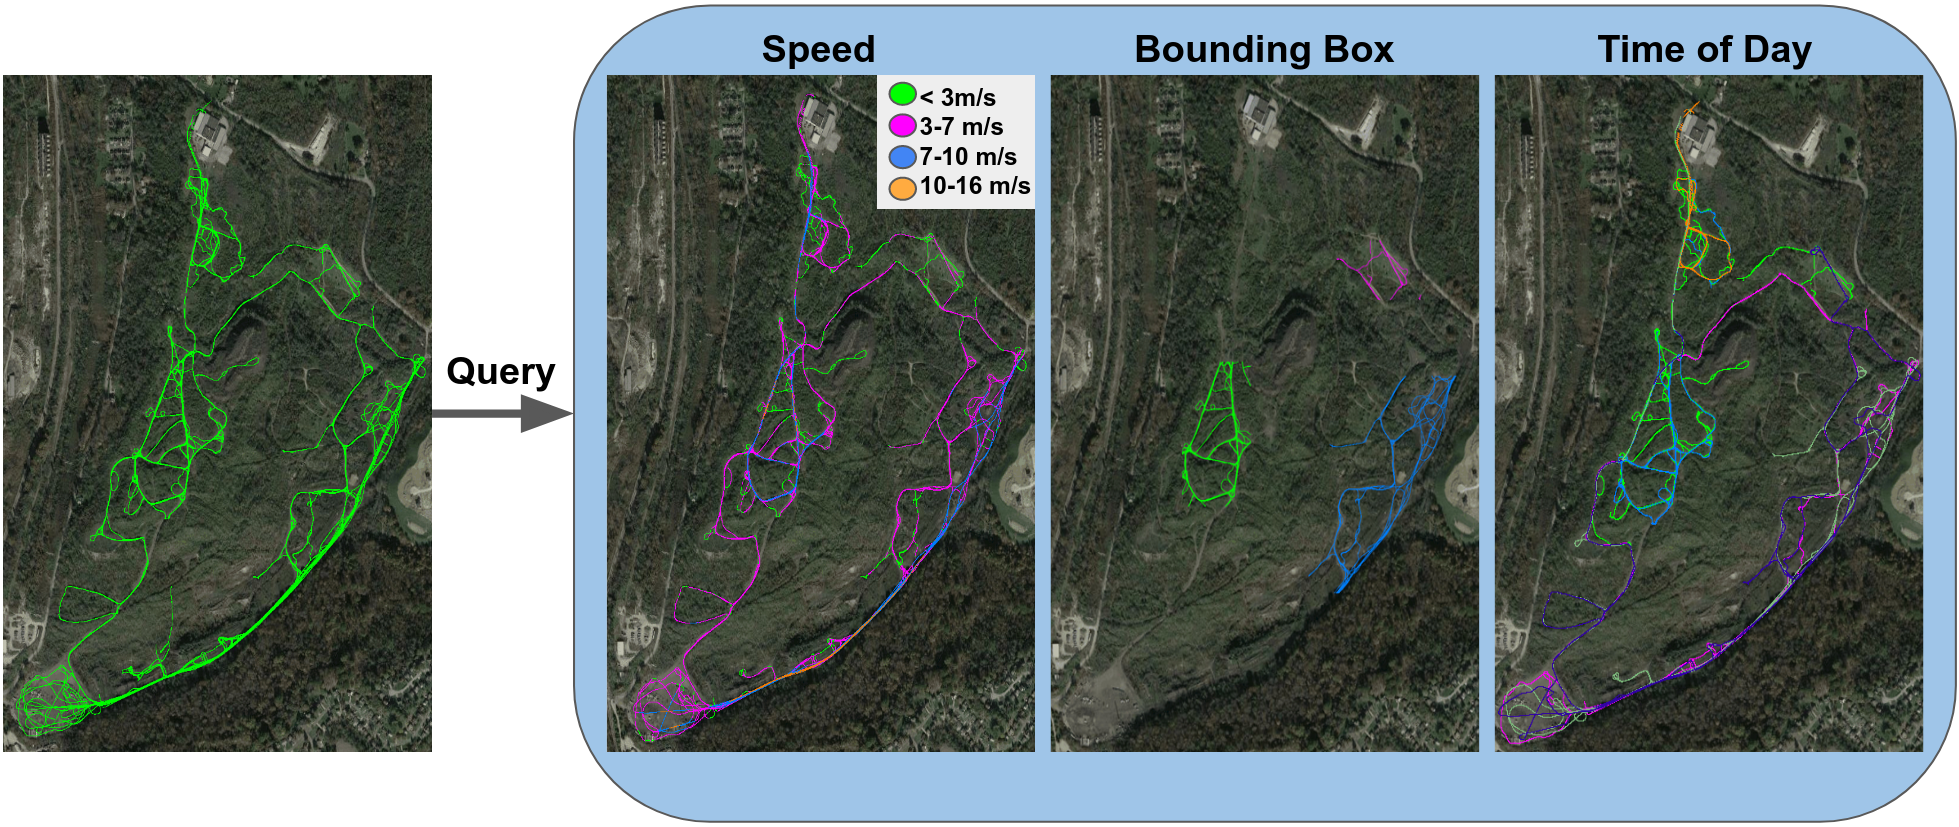 Query
Speed
< 3m/s
3-7 m/s
7-10 m/s
10-16 m/s
Bounding Box
Time of Day